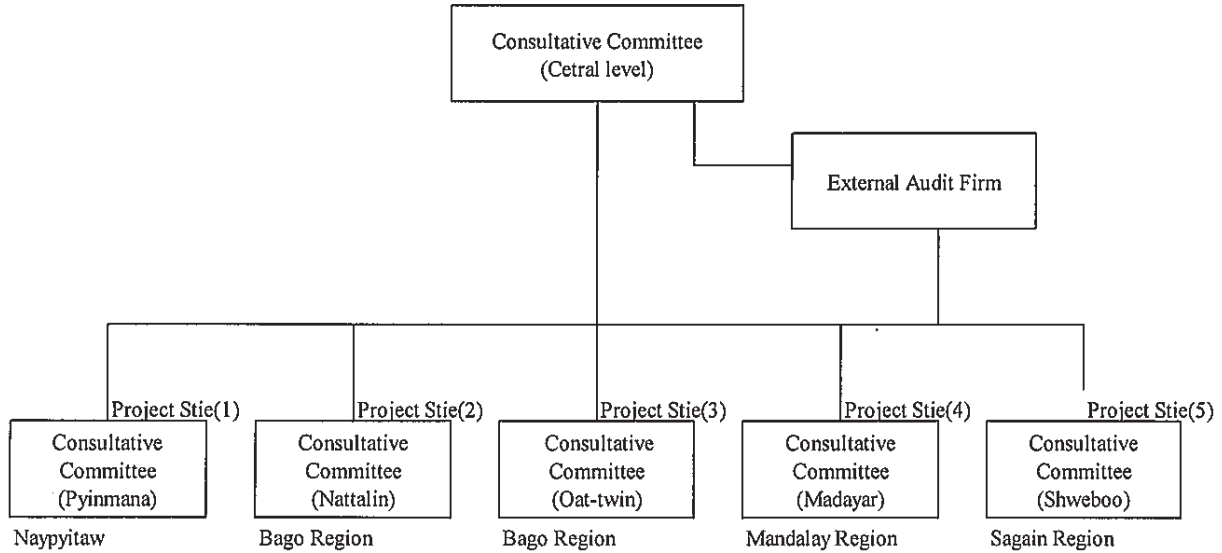 Consultative Committee
(Cetral level)
External Audit Firm
Project Stie(1)
Consultative
Committee
(Pyinmana)
Naypyitaw
Project Stie(2)
Consultative
Committee
(Nattalin)
Bago Region
Project Stie(3)
Consultative
Committee
(Oat-twin)
Bago Region
Project Stie(4)
Consultative
Committee
(Madayar)
Mandalay Region
Project Stie(5)
Consultative
Committee
(Shweboo)
Sagain Region